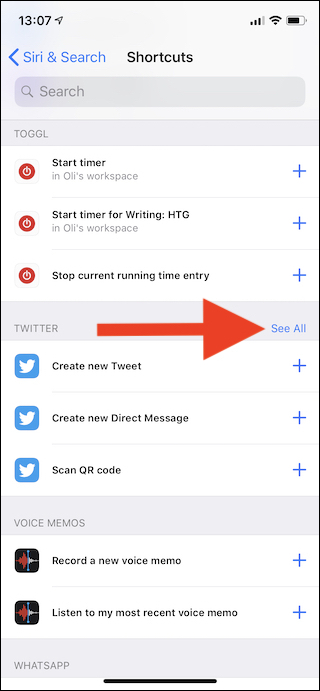 13:07
Siri & Search
Shortcuts
Search
TOGGL
Start timer
in Oli's workspace
Start timer for Writing: HTG
in Oli's workspace
Stop current running time entry
TWITTER
See All
Create new Tweet
Create new Direct Message
Scan QR code
VOICE MEMOS
Record a new voice memo
Listen to my most recent voice memo
WHATSAPP